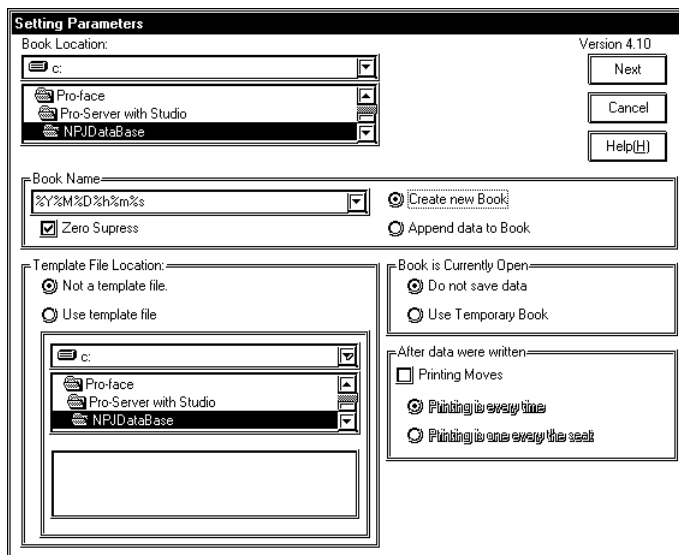 Setting Parameters
Book Location:
Version 4.10
c:
Next
Pro-face
Pro-Server with Studio
NPJDataBase
Cancel
Help(H)
Book Name
%Y%M%D%h%m%s
Create new Book
Zero Supress
Append data to Book
Template File Location:
Not a template file.
Use template file
c:
Pro-face
Pro-Server with Studio
NPJDataBase
Book is Currently Open
Do not save data
Use Temporary Book
After data were written
Printing Moves
Printing is every time
Printing is one every the seat